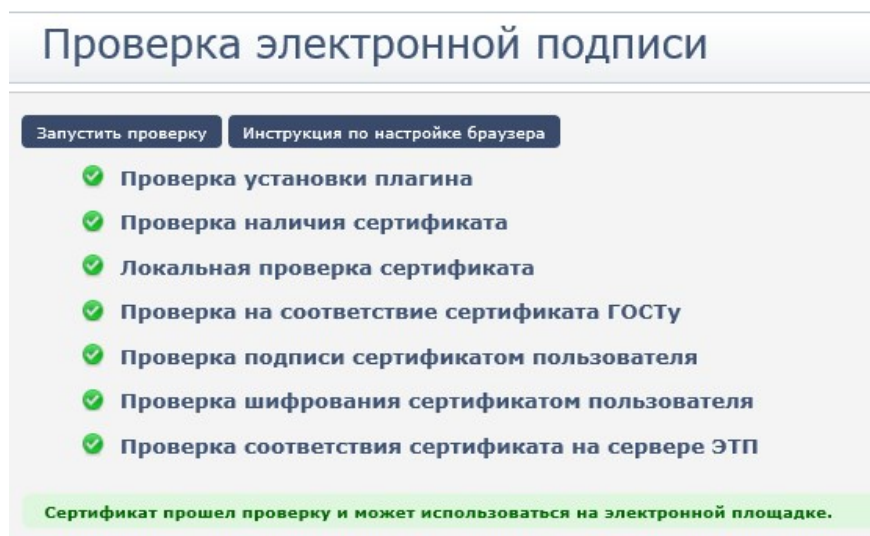 Проверка электронной подписи
Запустить проверку Инструкция по настройке браузера
Проверка установки плагина
Проверка наличия сертификата
Локальная проверка сертификата
Проверка на соответствие сертификата ГОСТу
Проверка подписи сертификатом пользователя
Проверка шифрования сертификатом пользователя
Проверка соответствия сертификата на сервере ЭТП
Сертификат прошел проверку и может использоваться на электронной площадке.